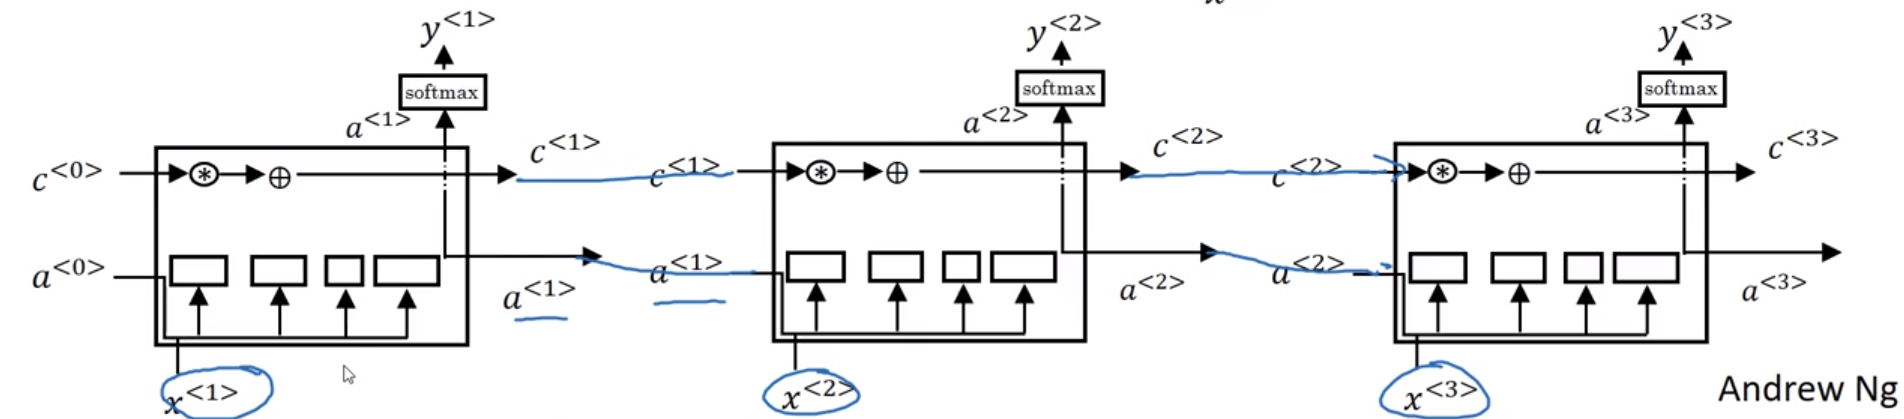 y<1> y<2> y<3>
softmax softmax softmax
a<1> a<2> a<3>
c<0> c<1> c<1> c<2> c<2> c<3>
* ⊕ * ⊕ * ⊕
a<0> a<1> a<1> a<2> a<2> a<3>
x<1> x<2> x<3>
Andrew Ng